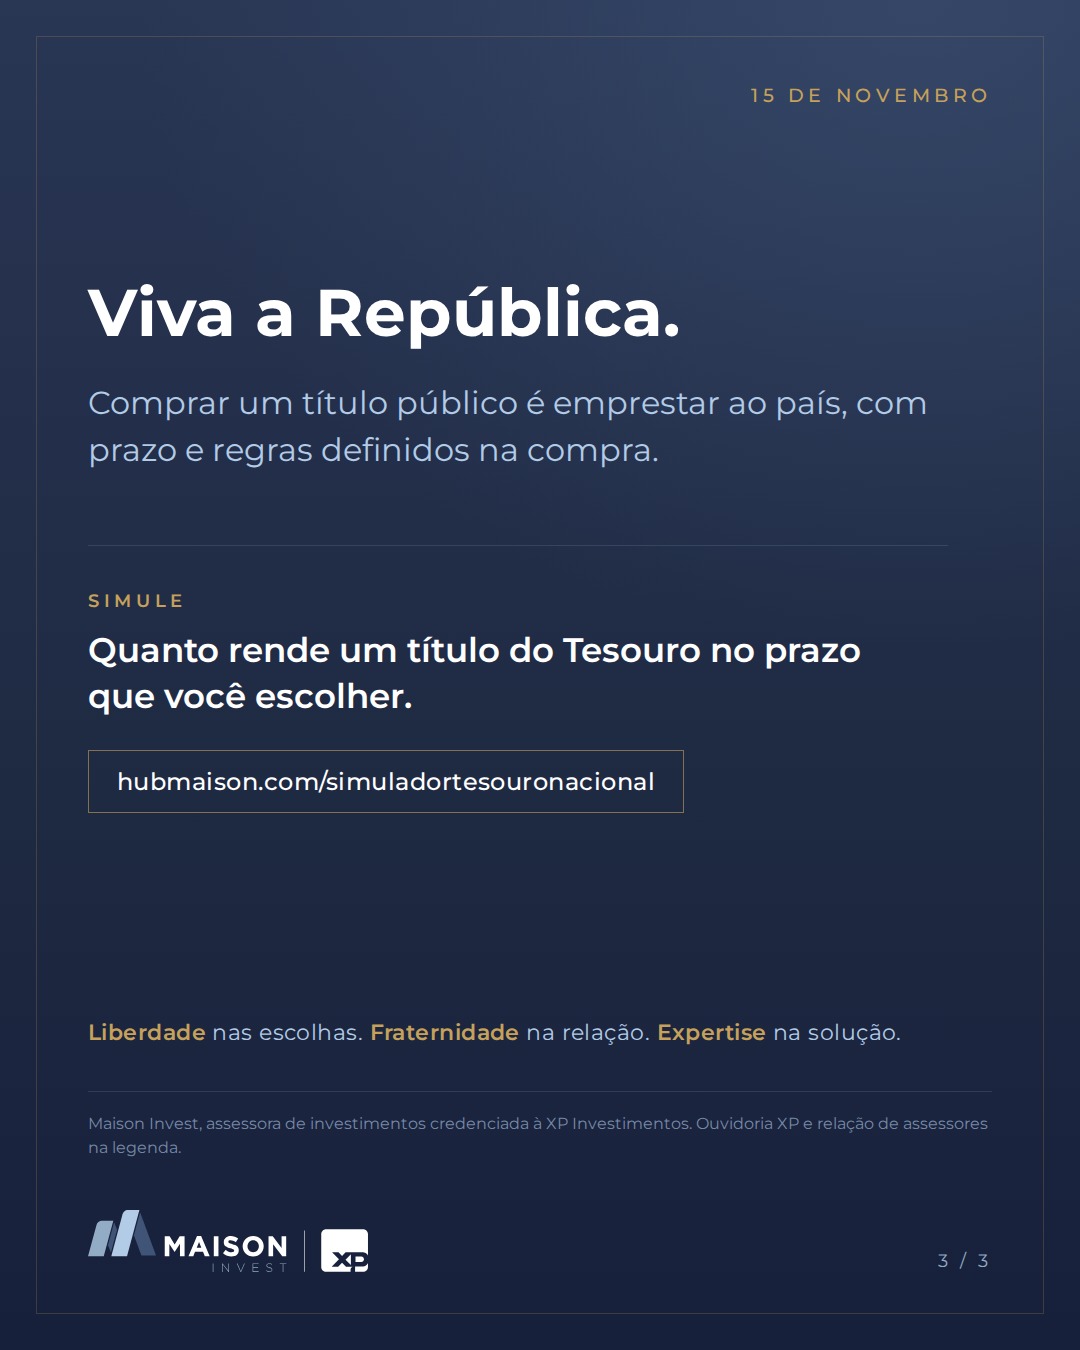 15 DE NOVEMBRO
Viva a República.
Comprar um título público é emprestar ao país, com
prazo e regras definidos na compra.
SIMULE
Quanto rende um título do Tesouro no prazo
que você escolher.
hubmaison.com/simuladortesouronacional
Liberdade nas escolhas. Fraternidade na relação. Expertise na solução.
Maison Invest, assessora de investimentos credenciada à XP Investimentos. Ouvidoria XP e relação de assessores
na legenda.
MAISON
INVEST
xp
3 / 3